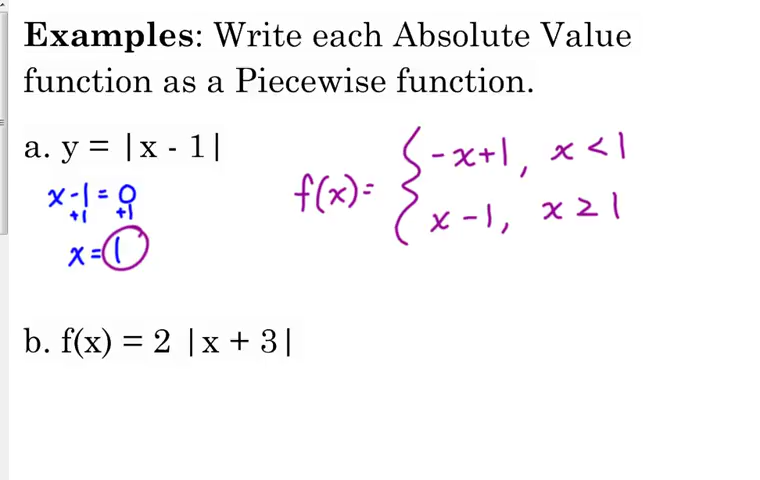 Examples: Write each Absolute Value
function as a Piecewise function.
a. y = |x - 1|
x - 1 = 0
+1 +1
x = 1
f(x) = { -x+1, x < 1
x - 1, x ≥ 1
b. f(x) = 2 |x + 3|